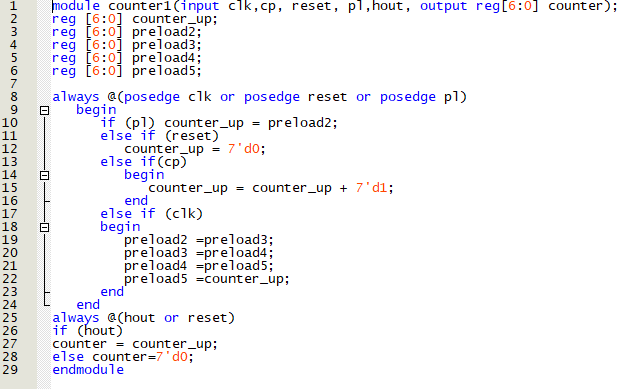 1 module counter1(input clk,cp, reset, pl,hout, output reg[6:0] counter);
2 reg [6:0] counter_up;
3 reg [6:0] preload2;
4 reg [6:0] preload3;
5 reg [6:0] preload4;
6 reg [6:0] preload5;
7
8 always @(posedge clk or posedge reset or posedge pl)
9 begin
10 if (pl) counter_up = preload2;
11 else if (reset)
12 counter_up = 7'd0;
13 else if(cp)
14 begin
15 counter_up = counter_up + 7'd1;
16 end
17 else if (clk)
18 begin
19 preload2 =preload3;
20 preload3 =preload4;
21 preload4 =preload5;
22 preload5 =counter_up;
23 end
24 end
25 always @(hout or reset)
26 if (hout)
27 counter = counter_up;
28 else counter=7'd0;
29 endmodule